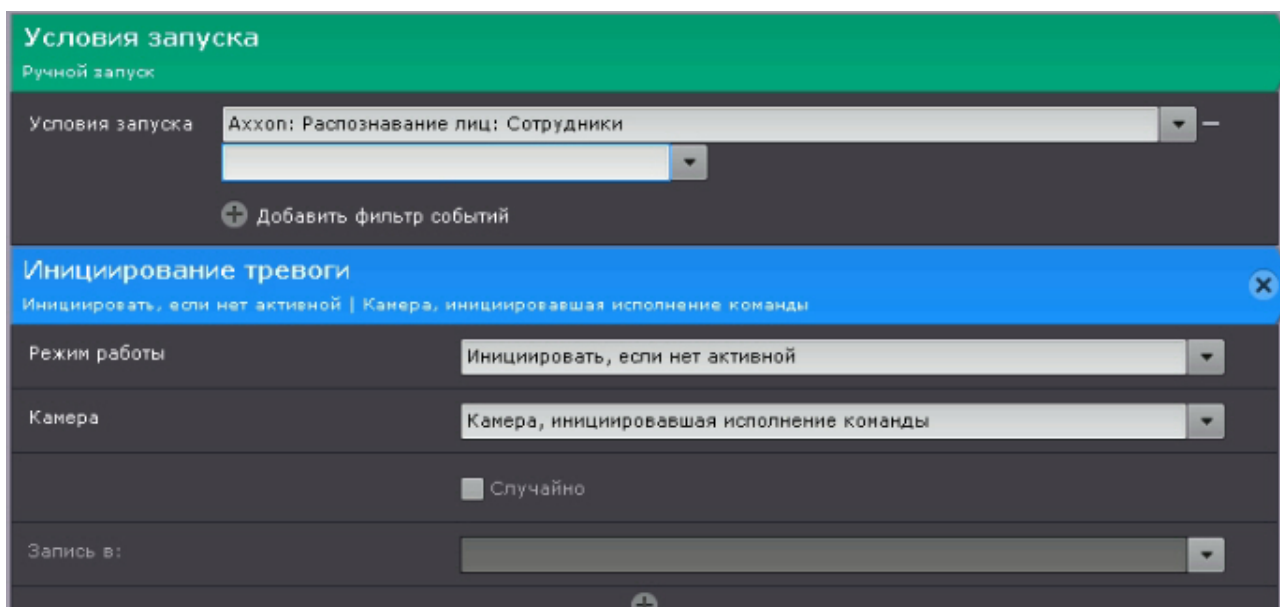 Условия запуска
Ручной запуск
Условия запуска Axxon: Распознавание лиц: Сотрудники
Добавить фильтр событий
Инициирование тревоги
Инициировать, если нет активной | Камера, инициировавшая исполнение команды
Режим работы Инициировать, если нет активной
Камера Камера, инициировавшая исполнение команды
Случайно
Запись в: